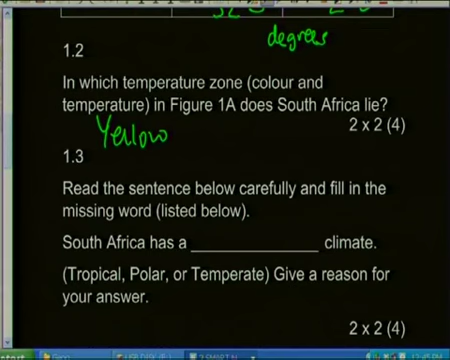 degrees
1.2
In which temperature zone (colour and
temperature) in Figure 1A does South Africa lie?
2 x 2 (4)
Yellow
1.3
Read the sentence below carefully and fill in the
missing word (listed below).
South Africa has a ____________ climate.
(Tropical, Polar, or Temperate) Give a reason for
your answer.
2 x 2 (4)